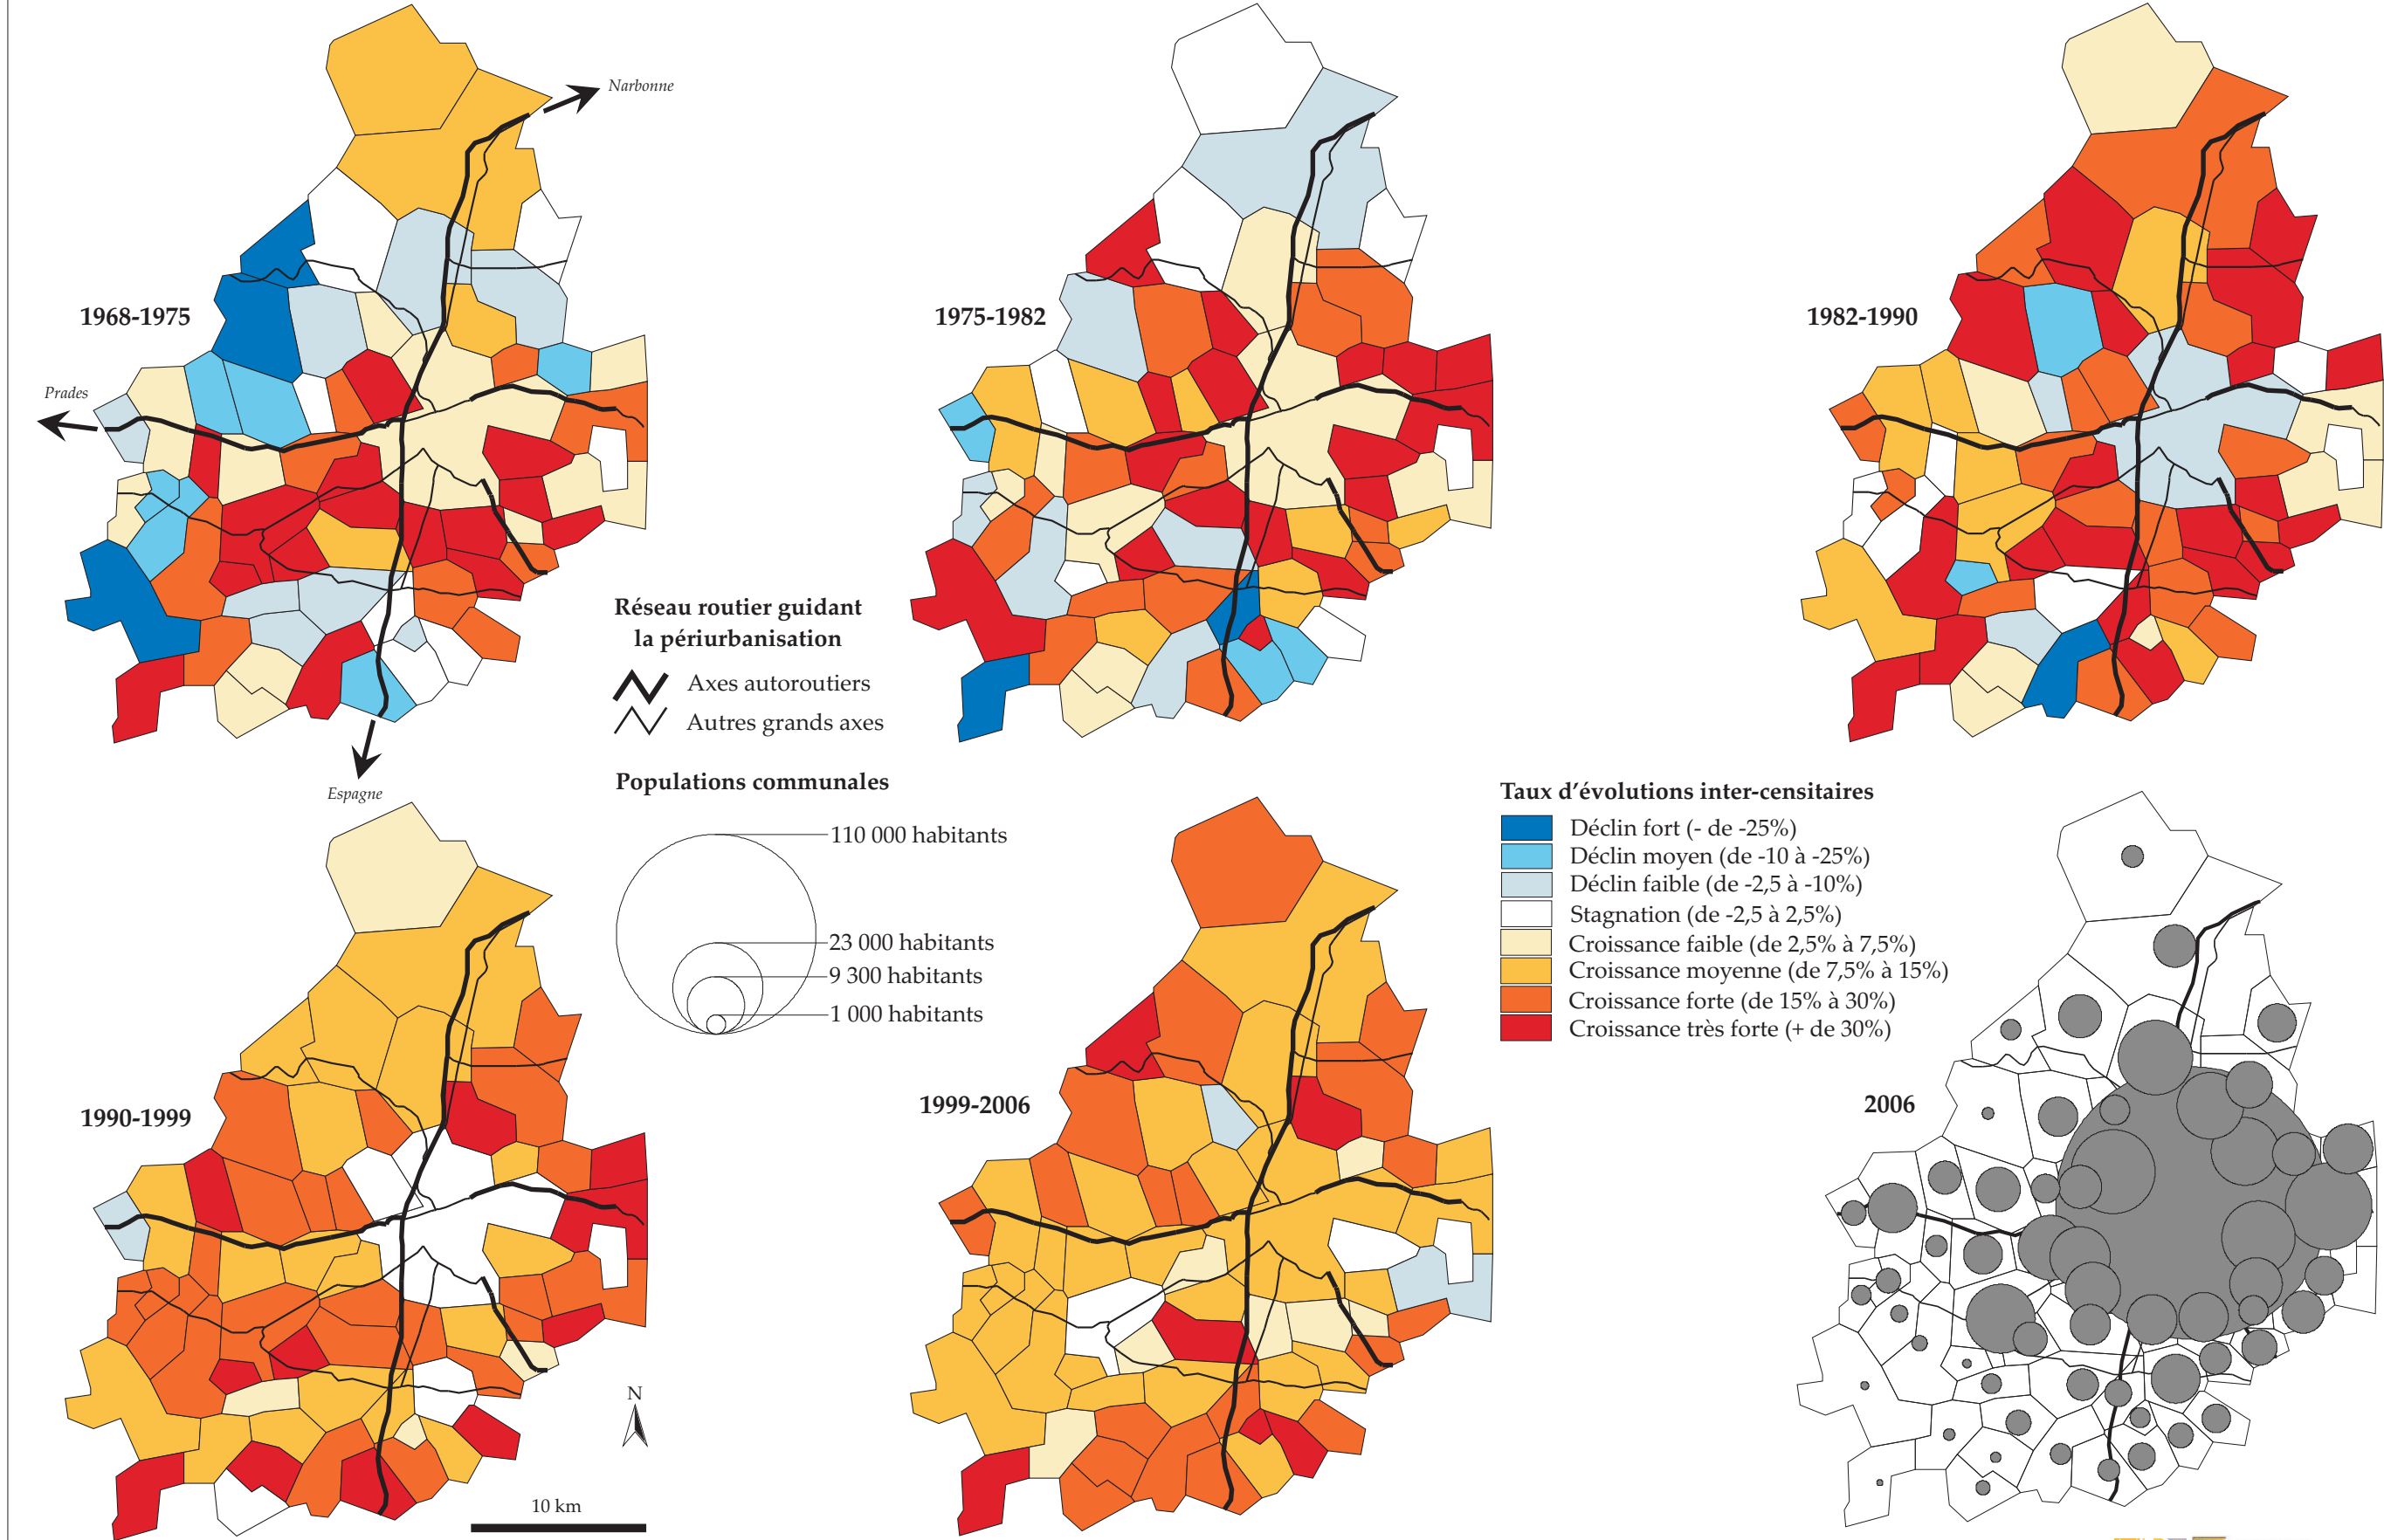 Narbonne
1968-1975
1975-1982
1982-1990
Prades
Espagne
Réseau routier guidant
la périurbanisation
Axes autoroutiers
Autres grands axes
Populations communales
110 000 habitants
23 000 habitants
9 300 habitants
1 000 habitants
Taux d'évolutions inter-censitaires
Déclin fort (- de -25%)
Déclin moyen (de -10 à -25%)
Déclin faible (de -2,5 à -10%)
Stagnation (de -2,5 à 2,5%)
Croissance faible (de 2,5% à 7,5%)
Croissance moyenne (de 7,5% à 15%)
Croissance forte (de 15% à 30%)
Croissance très forte (+ de 30%)
1990-1999
1999-2006
2006
N
10 km